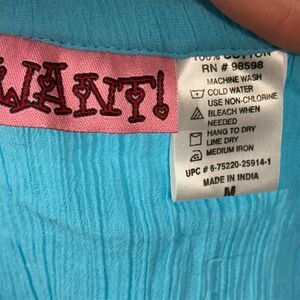 WANT!
100% COTTON
RN # 98598
MACHINE WASH
COLD WATER
USE NON-CHLORINE
BLEACH WHEN
NEEDED
HANG TO DRY
LINE DRY
MEDIUM IRON
UPC # 6-75220-25914-1
MADE IN INDIA
M